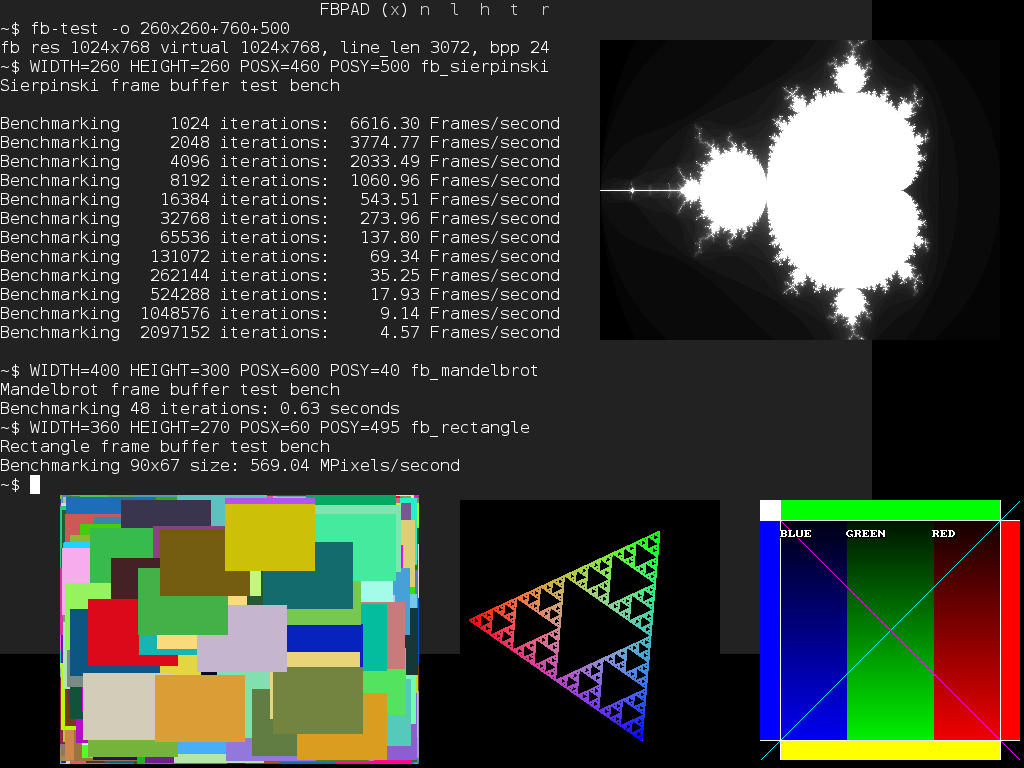 FBPAD (x) n l h t r
~$ fb-test -o 260x260+760+500
fb res 1024x768 virtual 1024x768, line_len 3072, bpp 24
~$ WIDTH=260 HEIGHT=260 POSX=460 POSY=500 fb_sierpinski
Sierpinski frame buffer test bench
Benchmarking 1024 iterations: 6616.30 Frames/second
Benchmarking 2048 iterations: 3774.77 Frames/second
Benchmarking 4096 iterations: 2033.49 Frames/second
Benchmarking 8192 iterations: 1060.96 Frames/second
Benchmarking 16384 iterations: 543.51 Frames/second
Benchmarking 32768 iterations: 273.96 Frames/second
Benchmarking 65536 iterations: 137.80 Frames/second
Benchmarking 131072 iterations: 69.34 Frames/second
Benchmarking 262144 iterations: 35.25 Frames/second
Benchmarking 524288 iterations: 17.93 Frames/second
Benchmarking 1048576 iterations: 9.14 Frames/second
Benchmarking 2097152 iterations: 4.57 Frames/second
~$ WIDTH=400 HEIGHT=300 POSX=600 POSY=40 fb_mandelbrot
Mandelbrot frame buffer test bench
Benchmarking 48 iterations: 0.63 seconds
~$ WIDTH=360 HEIGHT=270 POSX=60 POSY=495 fb_rectangle
Rectangle frame buffer test bench
Benchmarking 90x67 size: 569.04 MPixels/second
~$
BLUE GREEN RED